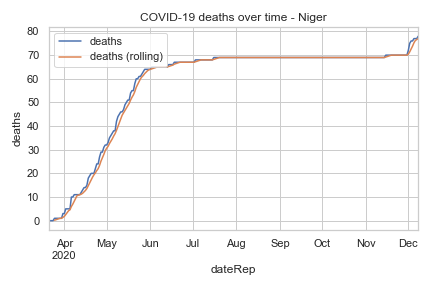 COVID-19 deaths over time - Niger
deaths
deaths (rolling)
80
70
60
50
40
30
20
10
0
deaths
Apr May Jun Jul Aug Sep Oct Nov Dec
2020
dateRep